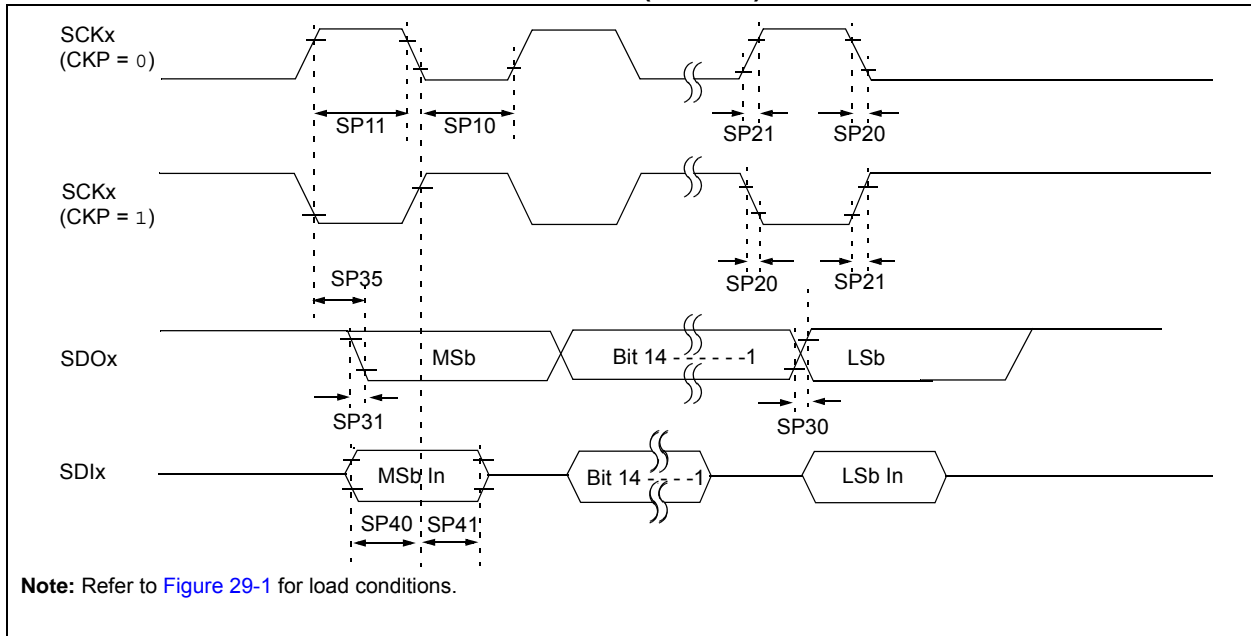 SCKx
(CKP = 0)
SP11
SP10
SP21
SP20
SCKx
(CKP = 1)
SP35
SP20
SP21
SDOx
MSb
Bit 14 - - - - - -1
LSb
SP31
SP30
SDIx
MSb In
Bit 14 - - - - -1
LSb In
SP40
SP41
Note: Refer to Figure 29-1 for load conditions.